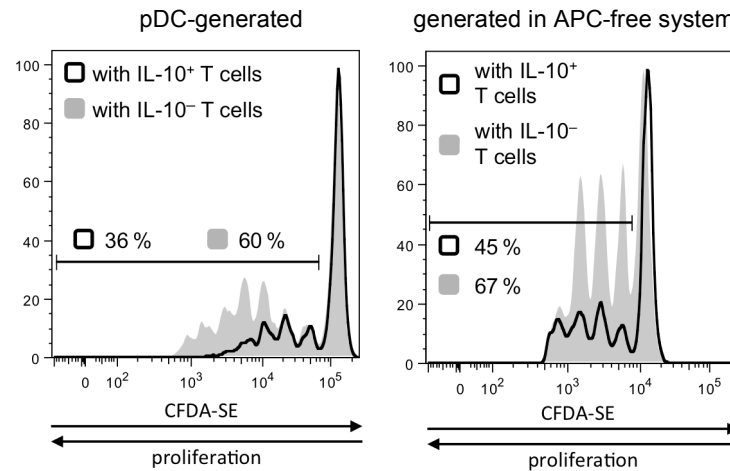 pDC-generated
generated in APC-free system
100
80
60
40
20
0
with IL-10⁺ T cells
with IL-10⁻ T cells
36 %
60 %
0
10²
10³
10⁴
10⁵
CFDA-SE
proliferation
100
80
60
40
20
0
with IL-10⁺
T cells
with IL-10⁻
T cells
45 %
67 %
0
10²
10³
10⁴
10⁵
CFDA-SE
proliferation